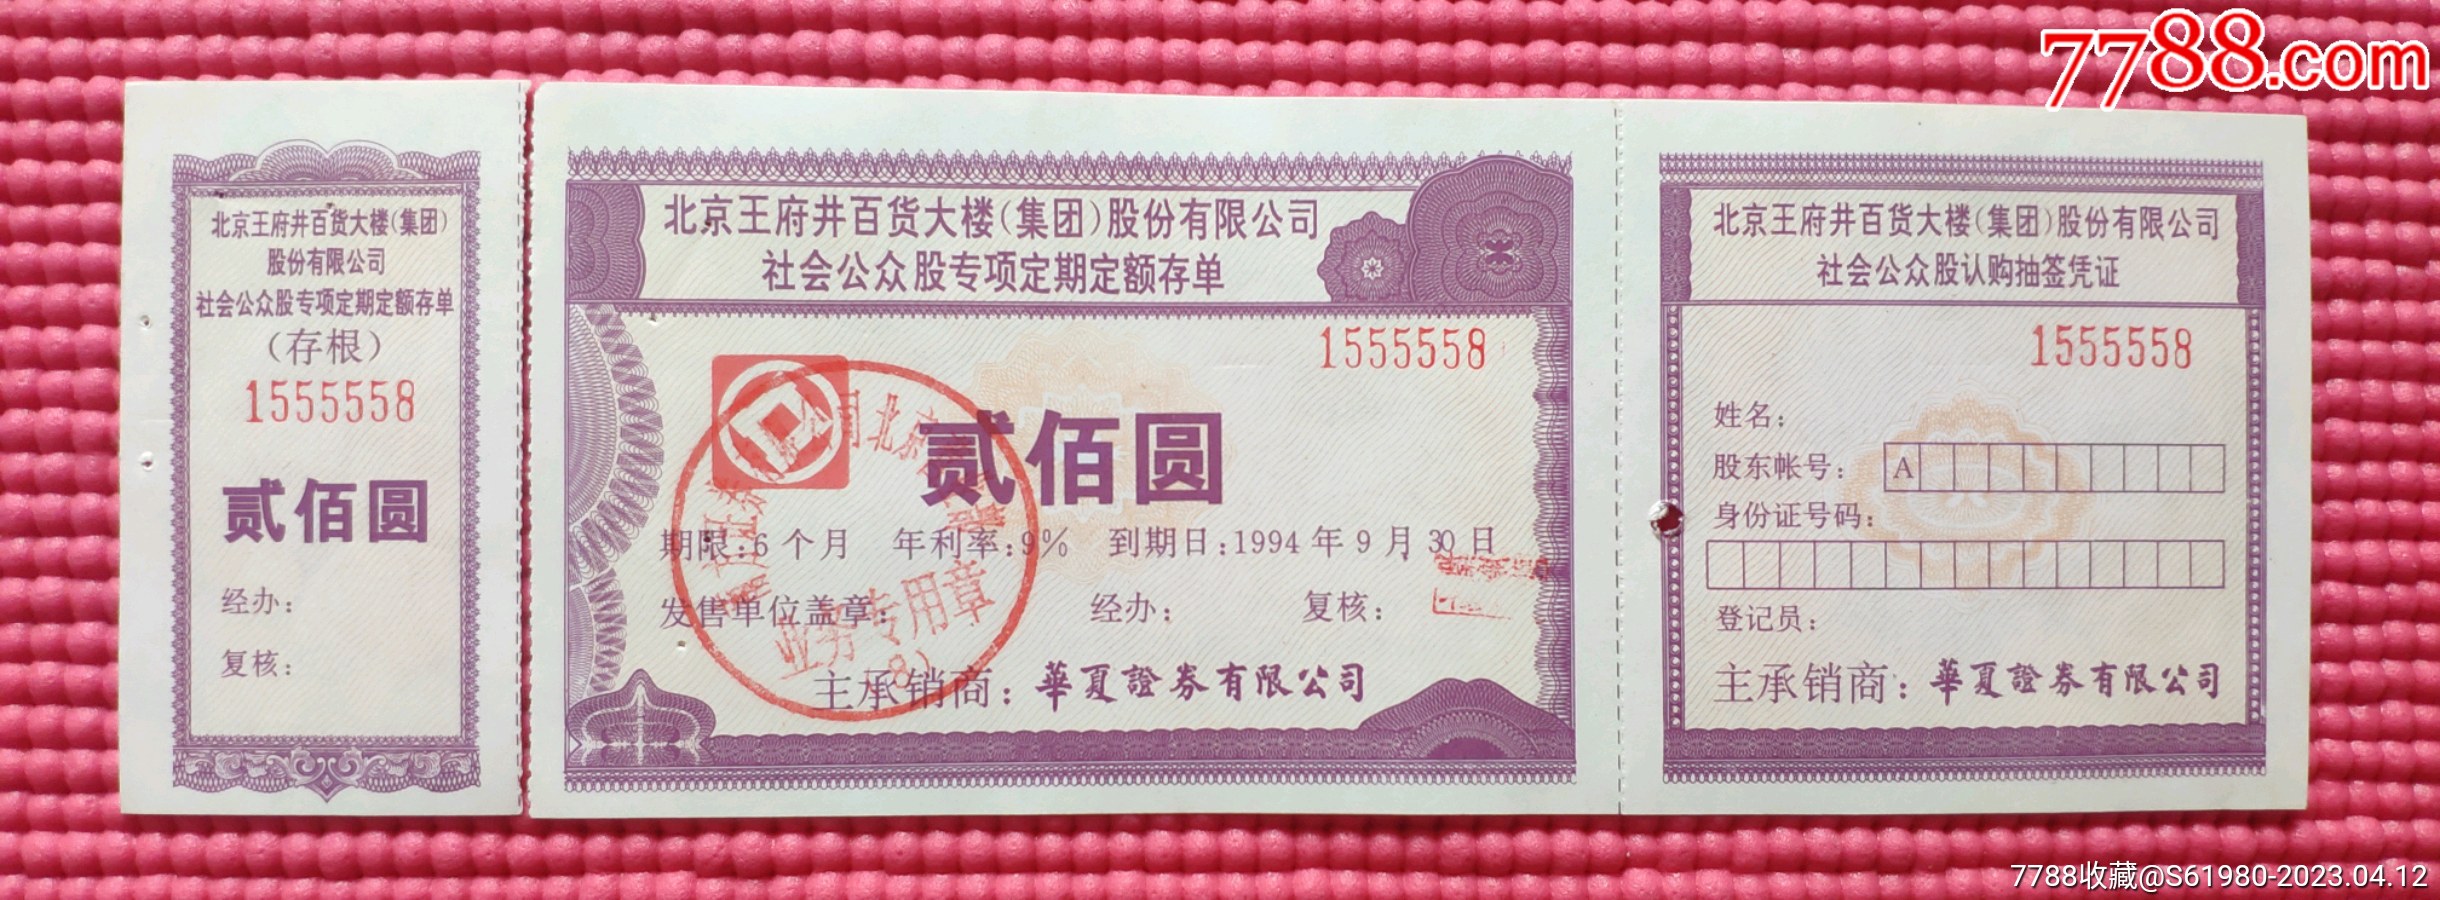 7788.com
北京王府井百货大楼(集团)
股份有限公司
社会公众股专项定期定额存单
(存根)
1555558
贰佰圆
经办:
复核:
北京王府井百货大楼(集团)股份有限公司
社会公众股专项定期定额存单
1555558
贰佰圆
期限:6个月 年利率:9% 到期日:1994年9月30日
发售单位盖章: 经办: 复核:
业务专用章
(8)
主承销商:華夏證券有限公司
北京王府井百货大楼(集团)股份有限公司
社会公众股认购抽签凭证
1555558
姓名:
股东帐号: A
身份证号码:
登记员:
主承销商:華夏證券有限公司
7788收藏@S61980-2023.04.12